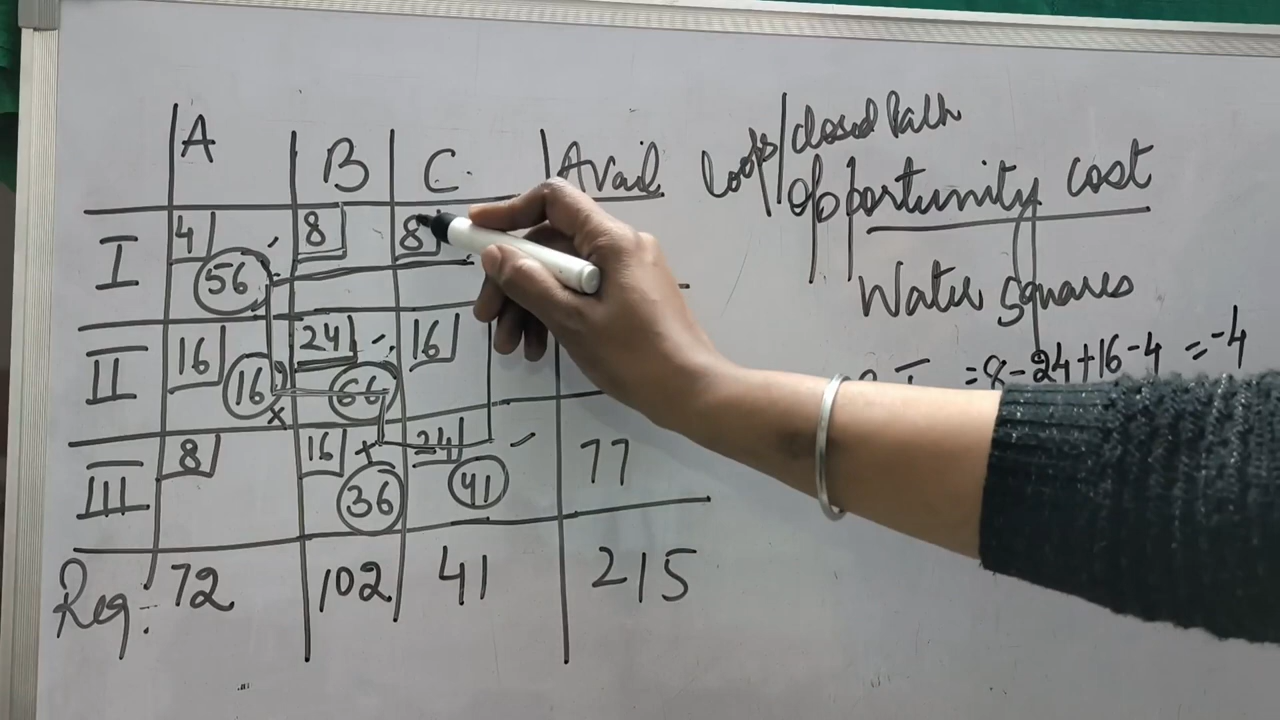 A B C Avail
I 4 56 8 8
II 16 16 24 - 66 16
III 8 16 + 36 24 41 - 77
Req:- 72 102 41 215
loops/closed Path
opportunity cost
Water Squares
= 8-24+16-4 = -4